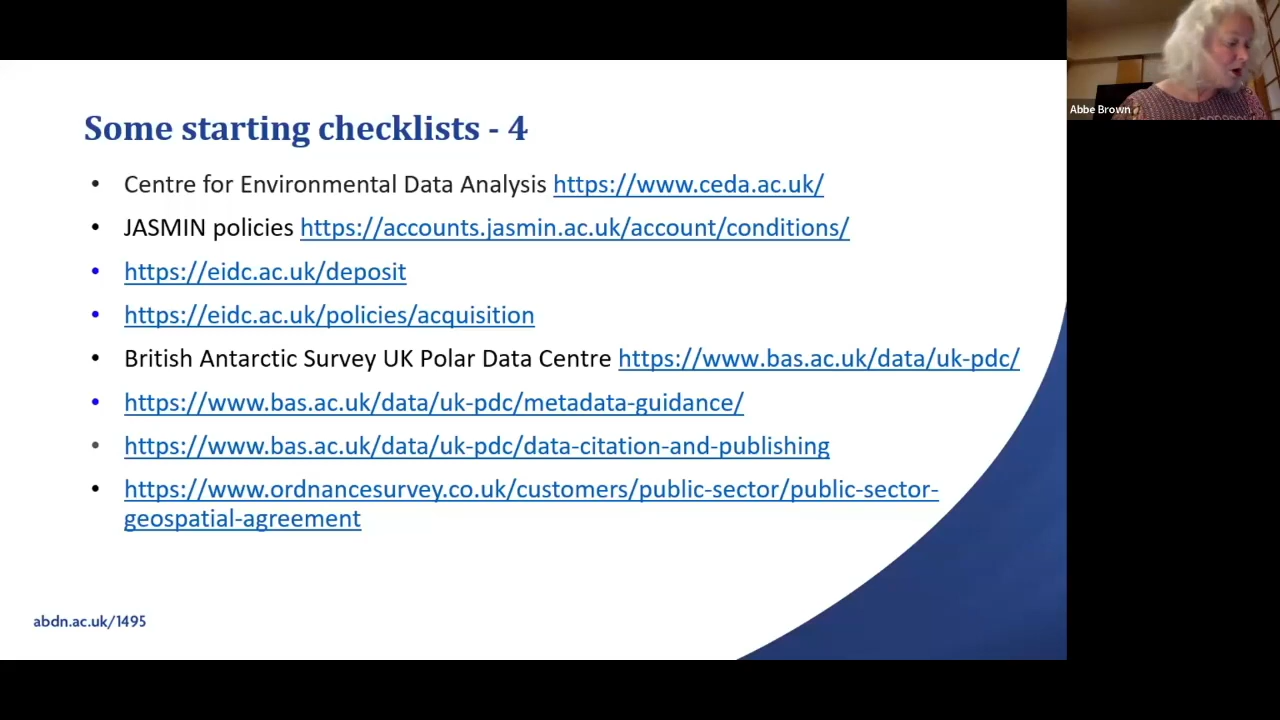 Abbe Brown
Some starting checklists - 4
• Centre for Environmental Data Analysis https://www.ceda.ac.uk/
• JASMIN policies https://accounts.jasmin.ac.uk/account/conditions/
• https://eidc.ac.uk/deposit
• https://eidc.ac.uk/policies/acquisition
• British Antarctic Survey UK Polar Data Centre https://www.bas.ac.uk/data/uk-pdc/
• https://www.bas.ac.uk/data/uk-pdc/metadata-guidance/
• https://www.bas.ac.uk/data/uk-pdc/data-citation-and-publishing
• https://www.ordnancesurvey.co.uk/customers/public-sector/public-sector-
geospatial-agreement
abdn.ac.uk/1495